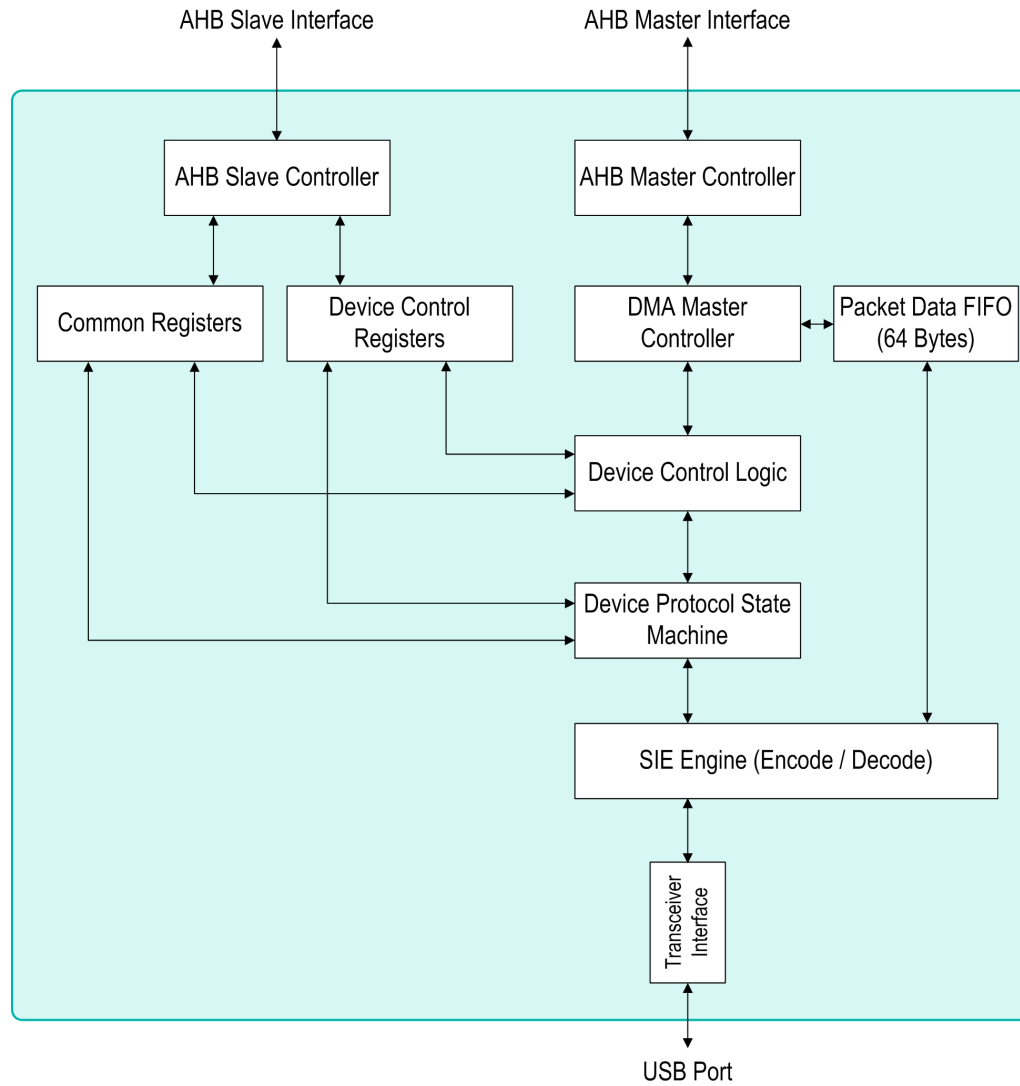 AHB Slave Interface
AHB Master Interface
AHB Slave Controller
AHB Master Controller
Common Registers
Device Control
Registers
DMA Master
Controller
Packet Data FIFO
(64 Bytes)
Device Control Logic
Device Protocol State
Machine
SIE Engine (Encode / Decode)
Transceiver
Interface
USB Port